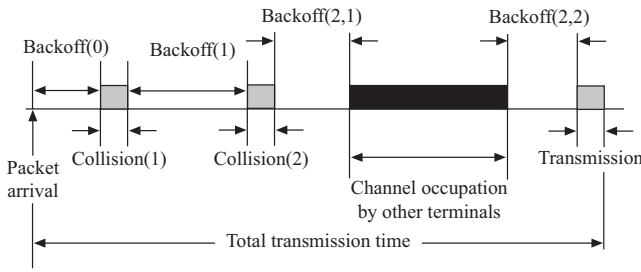 Backoff(2,1)
Backoff(2,2)
Backoff(0)
Backoff(1)
Collision(1)
Collision(2)
Transmission
Packet
arrival
Channel occupation
by other terminals
Total transmission time